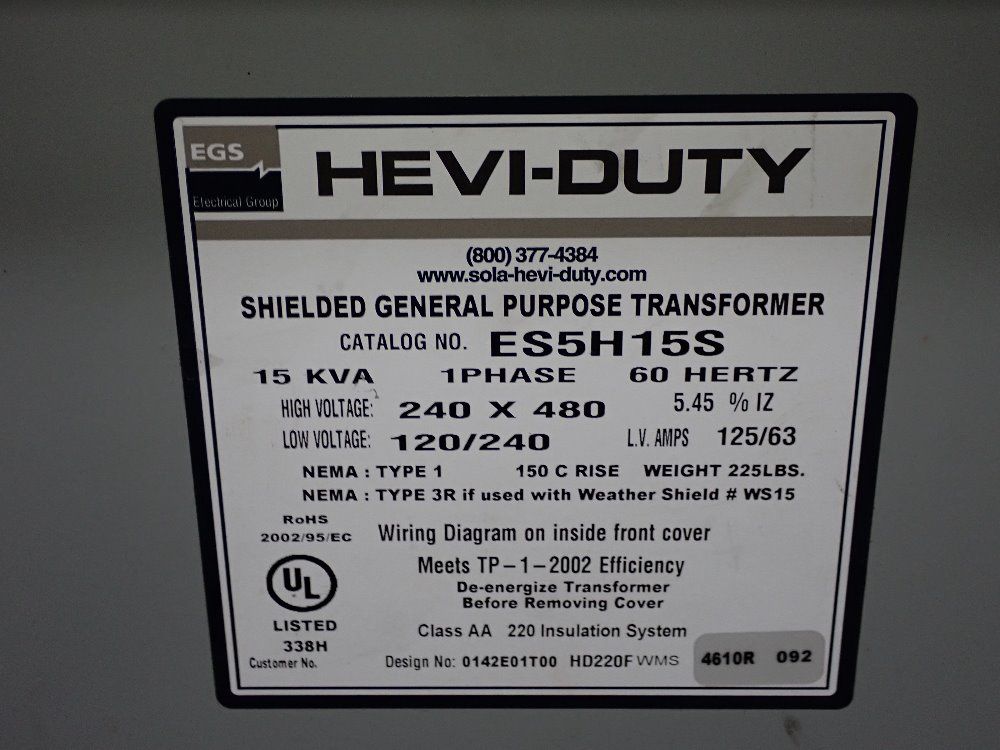 EGS
Electrical Group
HEVI-DUTY
(800) 377-4384
www.sola-hevi-duty.com
SHIELDED GENERAL PURPOSE TRANSFORMER
CATALOG NO. ES5H15S
15 KVA 1PHASE 60 HERTZ
HIGH VOLTAGE: 240 X 480 5.45 % IZ
LOW VOLTAGE: 120/240 L.V. AMPS 125/63
NEMA : TYPE 1 150 C RISE WEIGHT 225LBS.
NEMA : TYPE 3R if used with Weather Shield # WS15
RoHS
2002/95/EC
Wiring Diagram on inside front cover
Meets TP-1-2002 Efficiency
De-energize Transformer
Before Removing Cover
UL
LISTED
338H
Class AA 220 Insulation System
Customer No. Design No: 0142E01T00 HD220F WMS 4610R 092